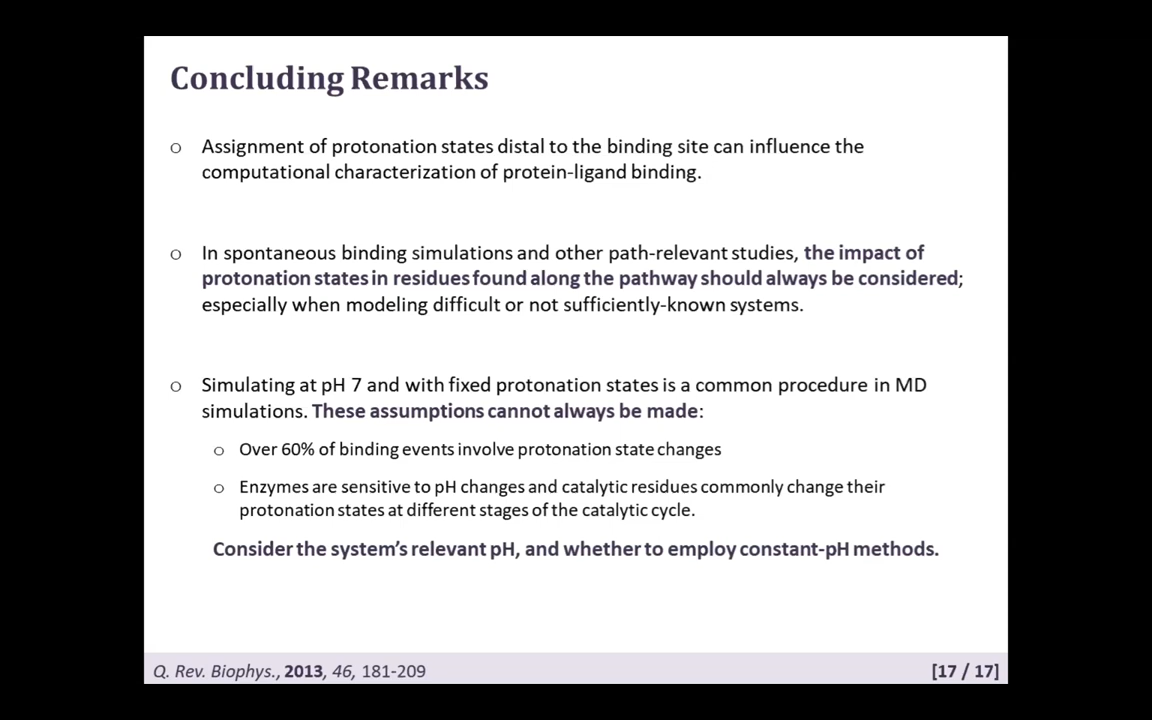 Concluding Remarks
o Assignment of protonation states distal to the binding site can influence the
computational characterization of protein-ligand binding.
o In spontaneous binding simulations and other path-relevant studies, the impact of
protonation states in residues found along the pathway should always be considered;
especially when modeling difficult or not sufficiently-known systems.
o Simulating at pH 7 and with fixed protonation states is a common procedure in MD
simulations. These assumptions cannot always be made:
o Over 60% of binding events involve protonation state changes
o Enzymes are sensitive to pH changes and catalytic residues commonly change their
protonation states at different stages of the catalytic cycle.
Consider the system’s relevant pH, and whether to employ constant-pH methods.
Q. Rev. Biophys., 2013, 46, 181-209
[17 / 17]